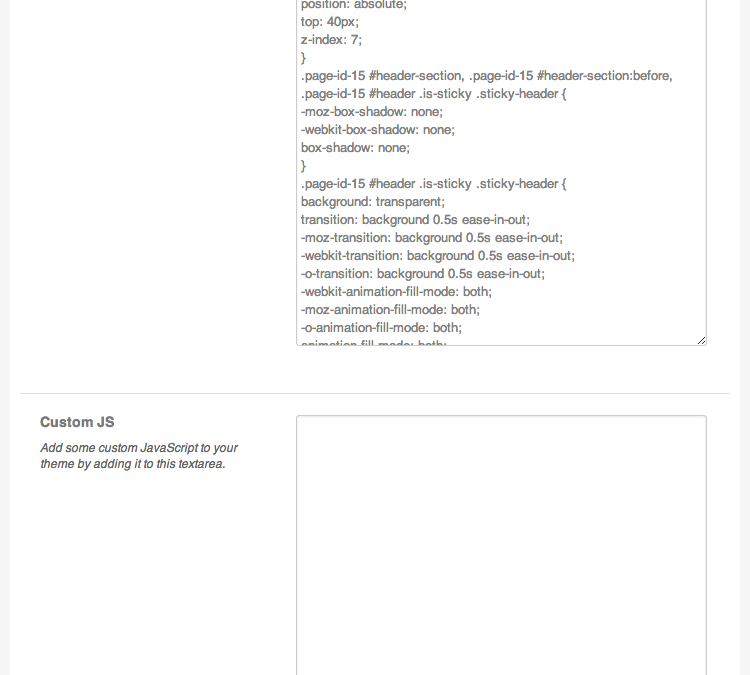 position: absolute;
top: 40px;
z-index: 7;
}
.page-id-15 #header-section, .page-id-15 #header-section:before,
.page-id-15 #header .is-sticky .sticky-header {
-moz-box-shadow: none;
-webkit-box-shadow: none;
box-shadow: none;
}
.page-id-15 #header .is-sticky .sticky-header {
background: transparent;
transition: background 0.5s ease-in-out;
-moz-transition: background 0.5s ease-in-out;
-webkit-transition: background 0.5s ease-in-out;
-o-transition: background 0.5s ease-in-out;
-webkit-animation-fill-mode: both;
-moz-animation-fill-mode: both;
-o-animation-fill-mode: both;
animation-fill-mode: both;
Custom JS
Add some custom JavaScript to your
theme by adding it to this textarea.